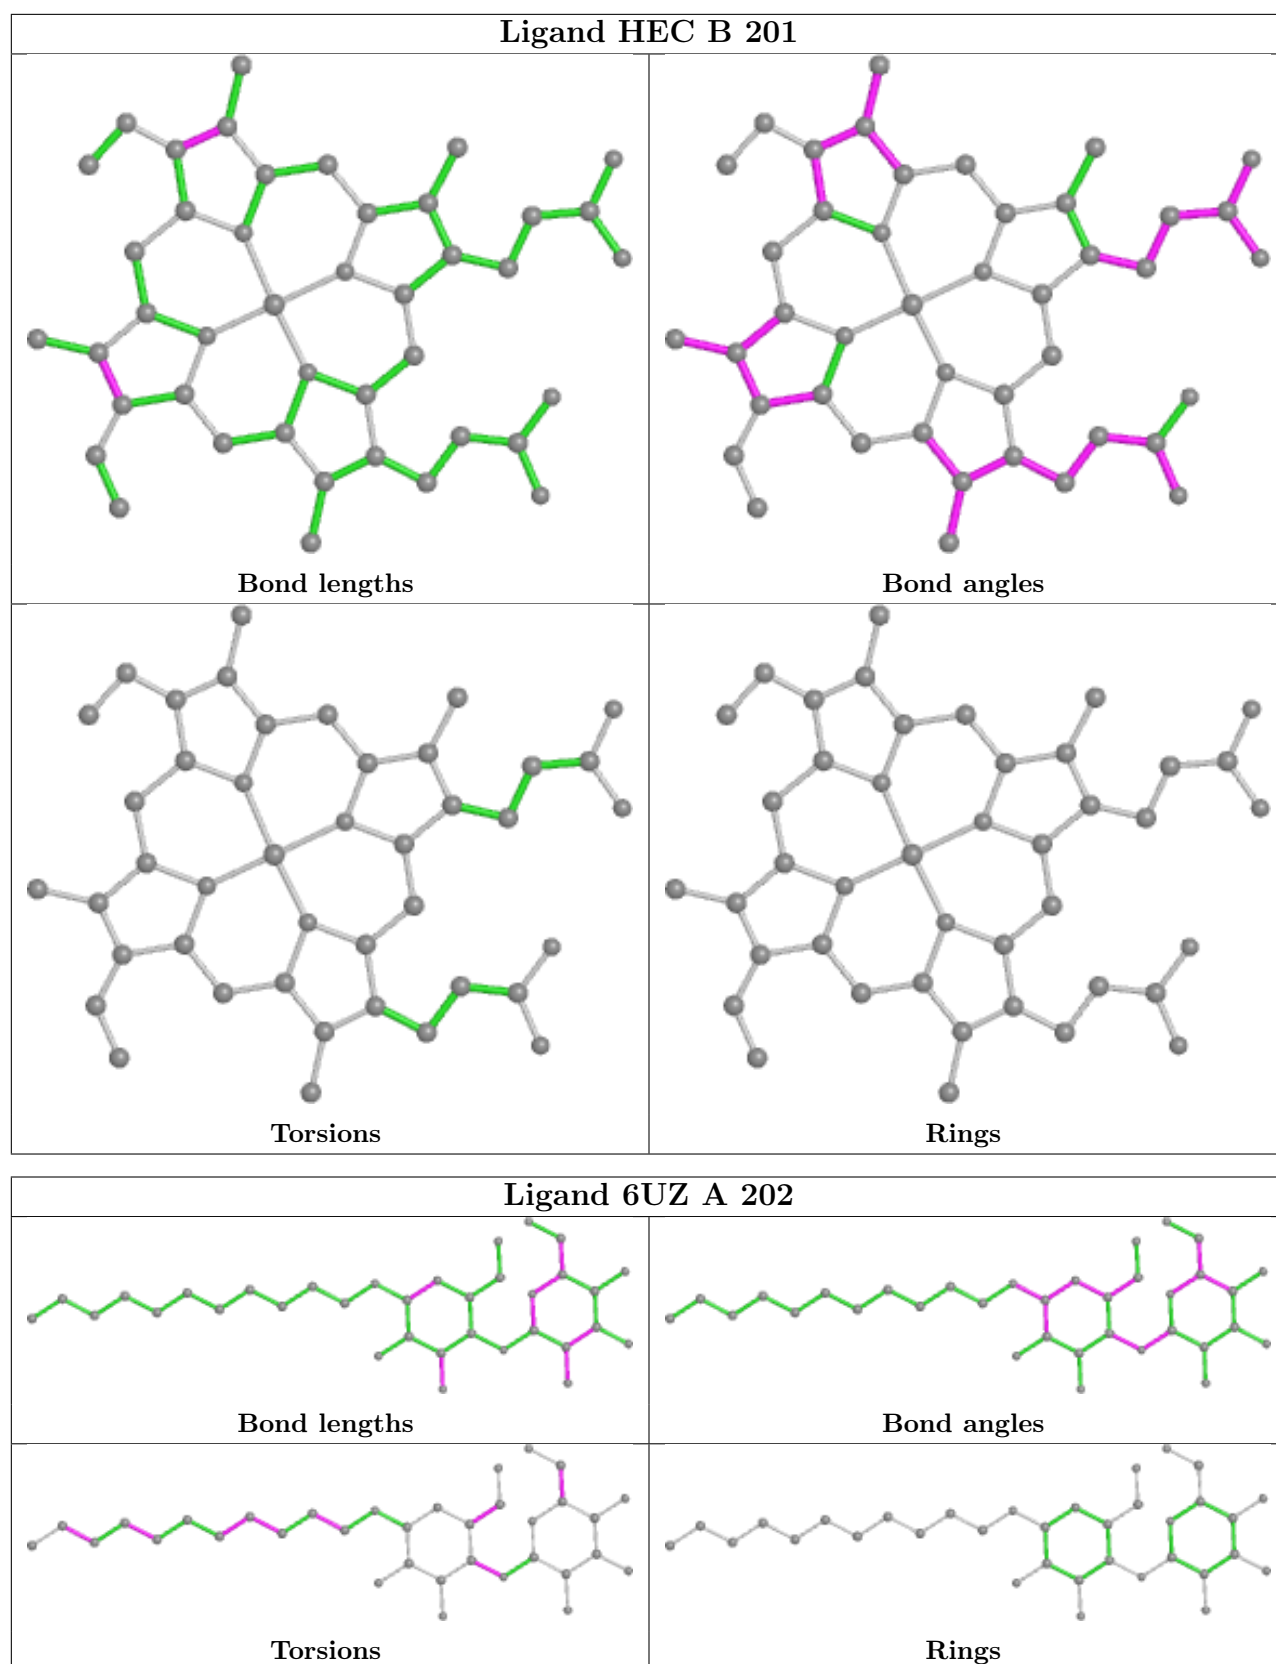 Ligand HEC B 201
Bond lengths
Bond angles
Torsions
Rings
Ligand 6UZ A 202
Bond lengths
Bond angles
Torsions
Rings